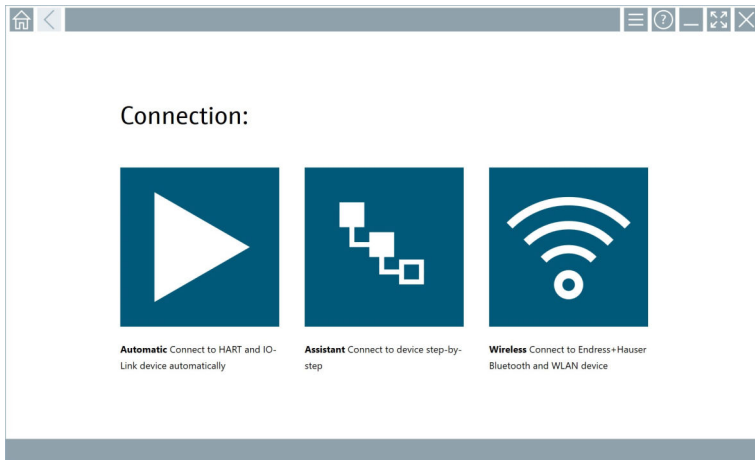 Connection:
Automatic Connect to HART and IO-
Link device automatically
Assistant Connect to device step-by-
step
Wireless Connect to Endress+Hauser
Bluetooth and WLAN device